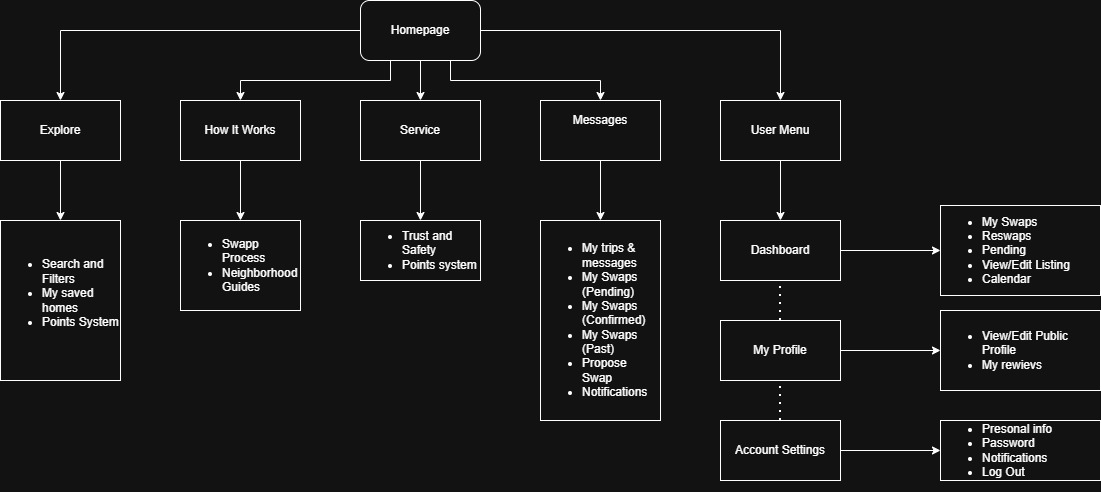 Homepage
Explore
How It Works
Service
Messages
User Menu
Search and
Filters
My saved
homes
Points System
Swapp
Process
Neighborhood
Guides
Trust and
Safety
Points system
My trips &
messages
My Swaps
(Pending)
My Swaps
(Confirmed)
My Swaps
(Past)
Propose
Swap
Notifications
Dashboard
My Swaps
Reswaps
Pending
View/Edit Listing
Calendar
My Profile
View/Edit Public
Profile
My rewievs
Account Settings
Presonal info
Password
Notifications
Log Out